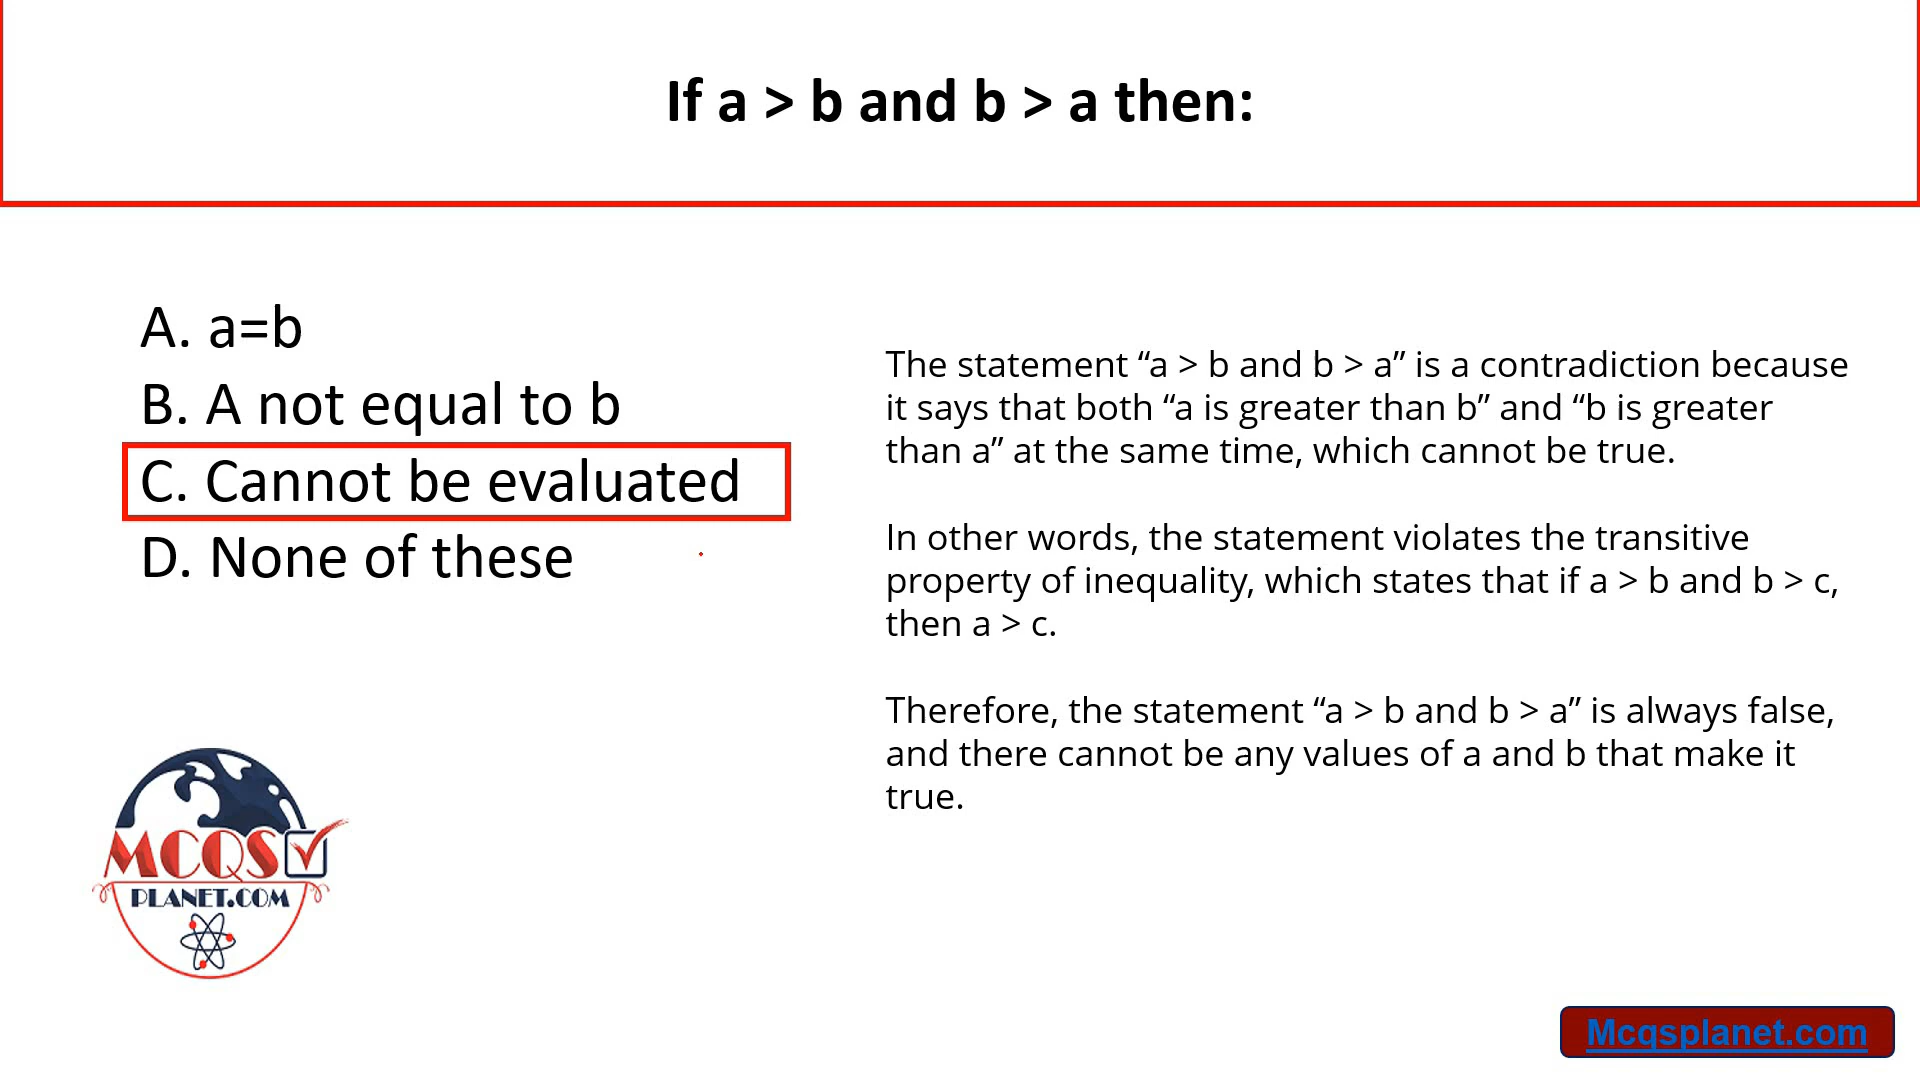 If a > b and b > a then:
A. a=b
B. A not equal to b
C. Cannot be evaluated
D. None of these
The statement “a > b and b > a” is a contradiction because
it says that both “a is greater than b” and “b is greater
than a” at the same time, which cannot be true.
In other words, the statement violates the transitive
property of inequality, which states that if a > b and b > c,
then a > c.
Therefore, the statement “a > b and b > a” is always false,
and there cannot be any values of a and b that make it
true.
MCQS
PLANET.COM
Mcqsplanet.com